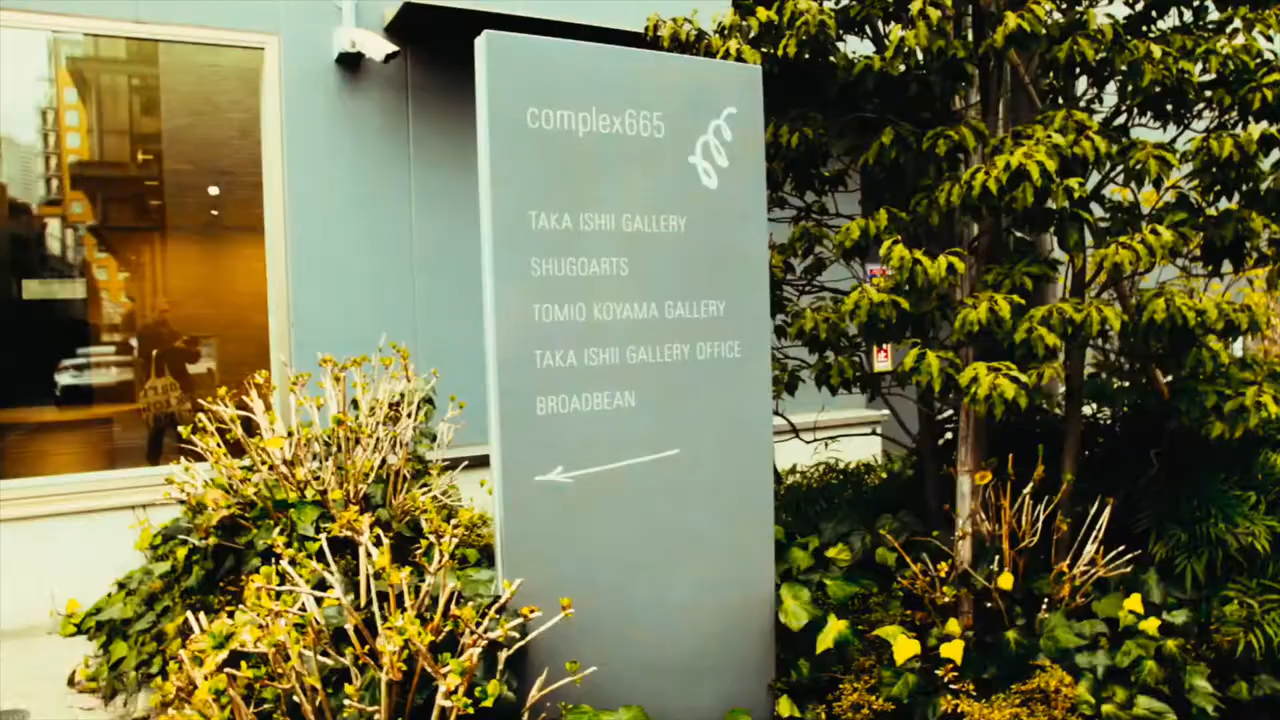 complex665
TAKA ISHII GALLERY
SHUGOARTS
TOMIO KOYAMA GALLERY
TAKA ISHII GALLERY OFFICE
BROADBEAN